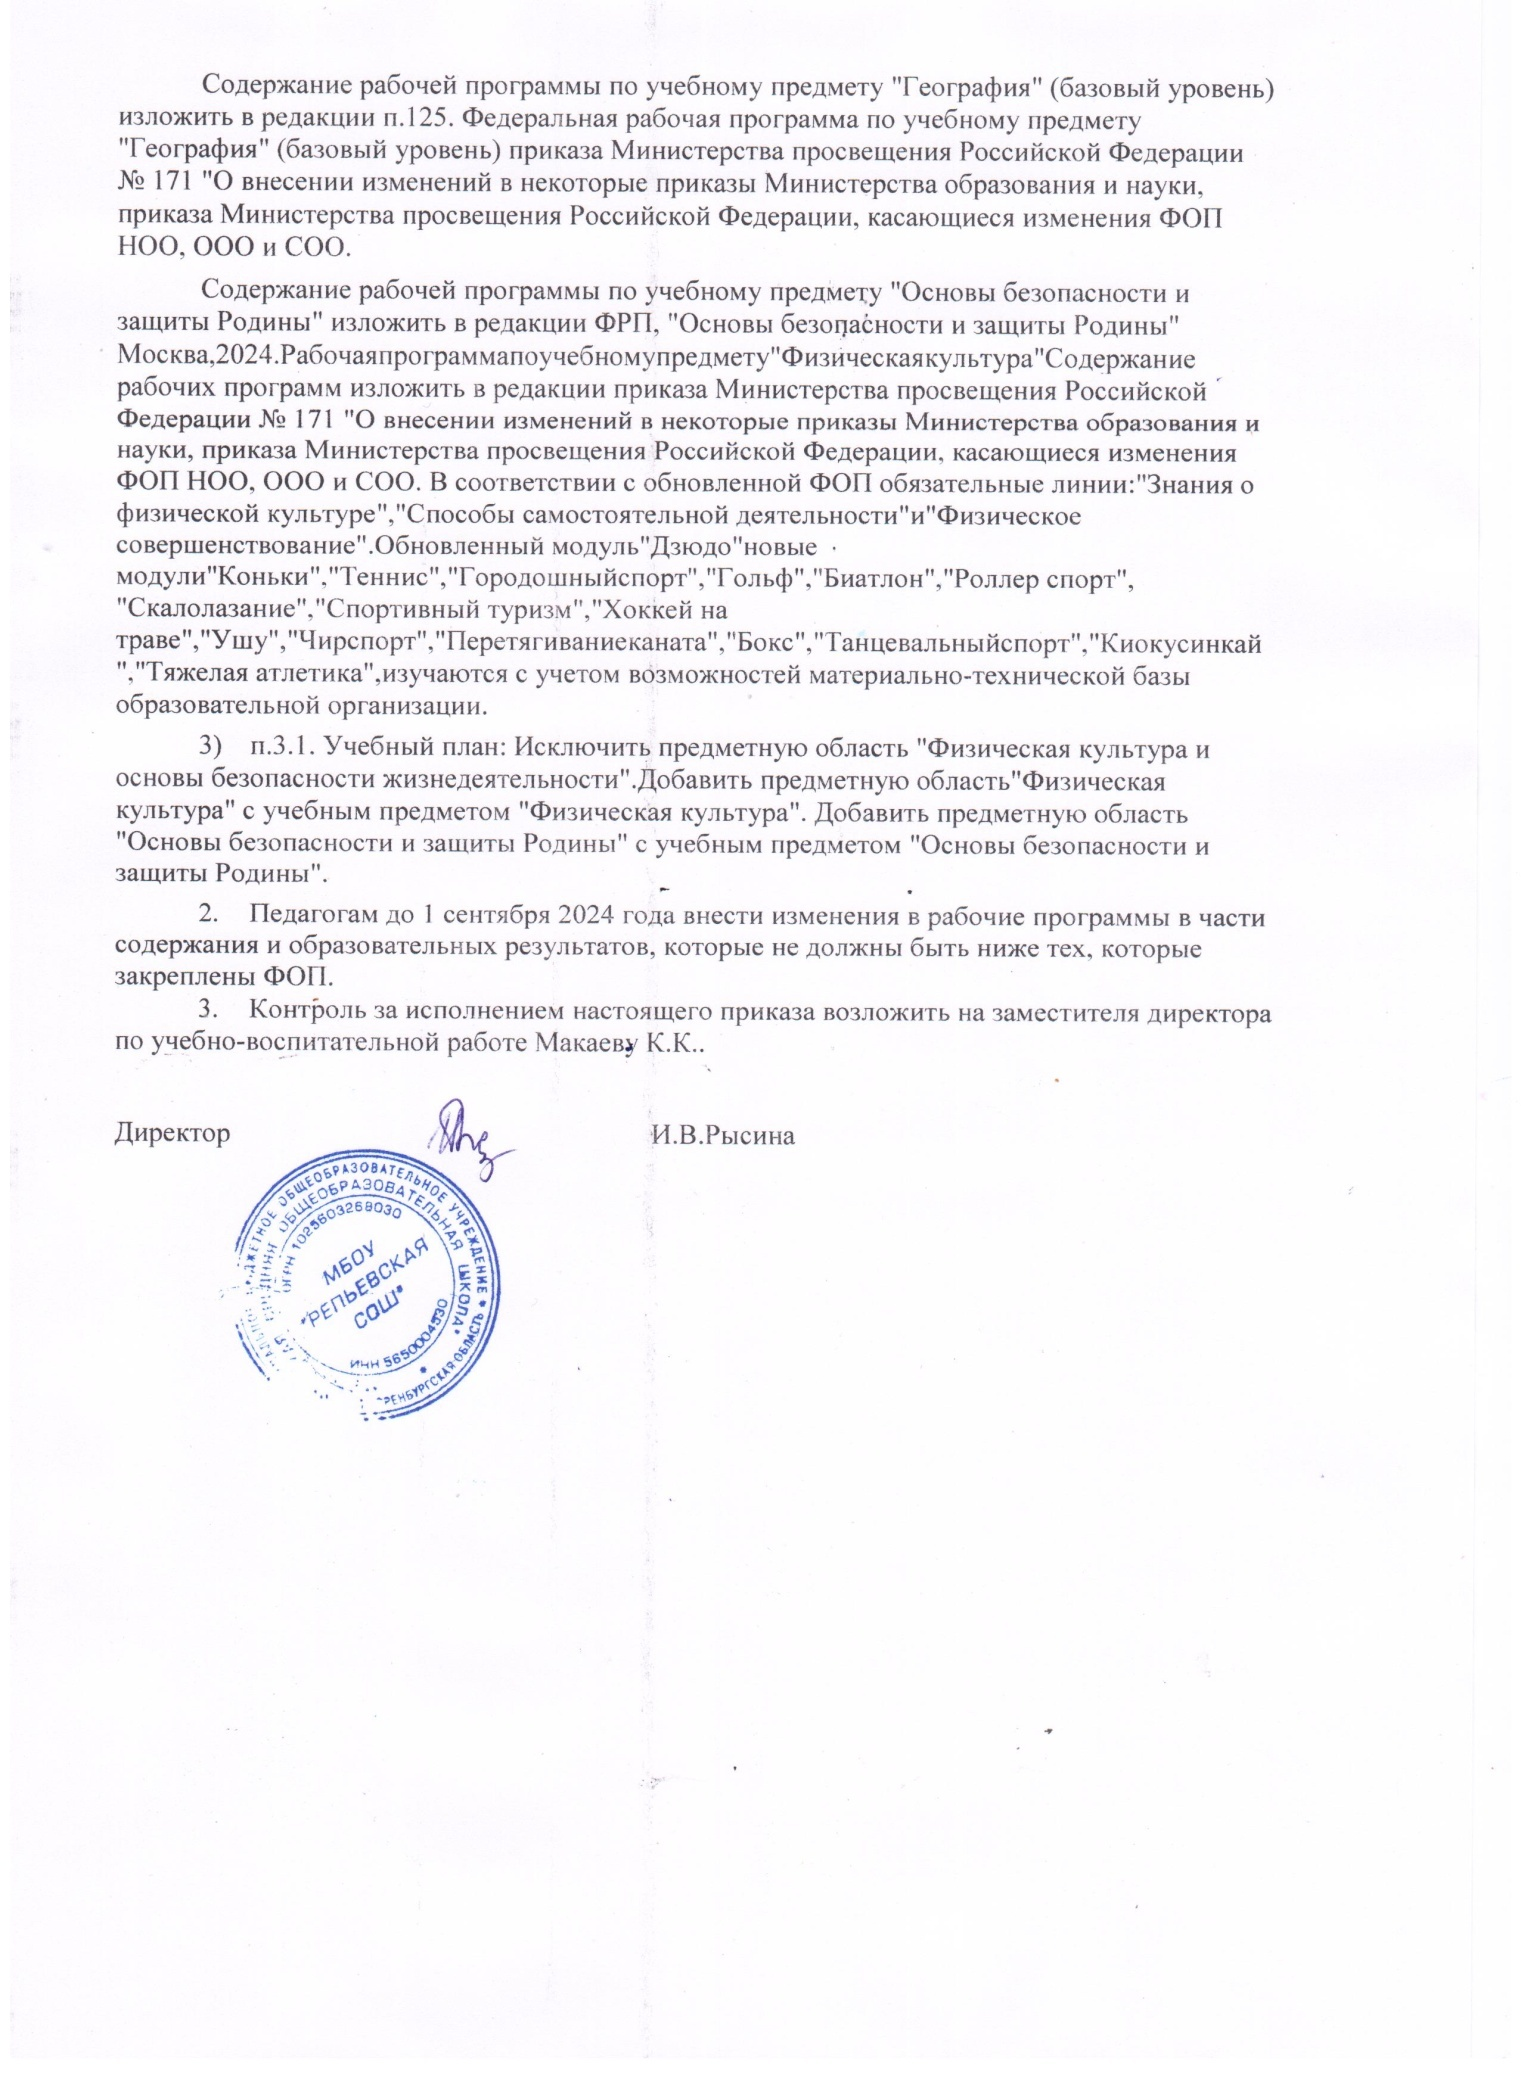 Содержание рабочей программы по учебному предмету "География" (базовый уровень)
изложить в редакции п.125. Федеральная рабочая программа по учебному предмету
"География" (базовый уровень) приказа Министерства просвещения Российской Федерации
№ 171 "О внесении изменений в некоторые приказы Министерства образования и науки,
приказа Министерства просвещения Российской Федерации, касающиеся изменения ФОП
НОО, ООО и СОО.
Содержание рабочей программы по учебному предмету "Основы безопасности и
защиты Родины" изложить в редакции ФРП, "Основы безопасности и защиты Родины"
Москва,2024.Рабочаяпрограммапоучебномупредмету"Физическаякультура"Содержание
рабочих программ изложить в редакции приказа Министерства просвещения Российской
Федерации № 171 "О внесении изменений в некоторые приказы Министерства образования и
науки, приказа Министерства просвещения Российской Федерации, касающиеся изменения
ФОП НОО, ООО и СОО. В соответствии с обновленной ФОП обязательные линии:"Знания о
физической культуре","Способы самостоятельной деятельности"и"Физическое
совершенствование".Обновленный модуль"Дзюдо"новые
модули"Коньки","Теннис","Городошныйспорт","Гольф","Биатлон","Роллер спорт",
"Скалолазание","Спортивный туризм","Хоккей на
траве","Ушу","Чирспорт","Перетягиваниеканата","Бокс","Танцевальныйспорт","Киокусинкай
","Тяжелая атлетика",изучаются с учетом возможностей материально-технической базы
образовательной организации.
3) п.3.1. Учебный план: Исключить предметную область "Физическая культура и
основы безопасности жизнедеятельности".Добавить предметную область"Физическая
культура" с учебным предметом "Физическая культура". Добавить предметную область
"Основы безопасности и защиты Родины" с учебным предметом "Основы безопасности и
защиты Родины".
2. Педагогам до 1 сентября 2024 года внести изменения в рабочие программы в части
содержания и образовательных результатов, которые не должны быть ниже тех, которые
закреплены ФОП.
3. Контроль за исполнением настоящего приказа возложить на заместителя директора
по учебно-воспитательной работе Макаеву К.К..
Директор И.В.Рысина
ОБЩЕОБРАЗОВАТЕЛЬНОЕ УЧРЕЖДЕНИЕ
ОБЩЕОБРАЗОВАТЕЛЬНАЯ ШКОЛА"
ОГРН 1025603268030
МБОУ
"РЕПЬЕВСКАЯ
СОШ"
ИНН 5650004530
РЕНБУРГСКАЯ ОБЛАСТЬ